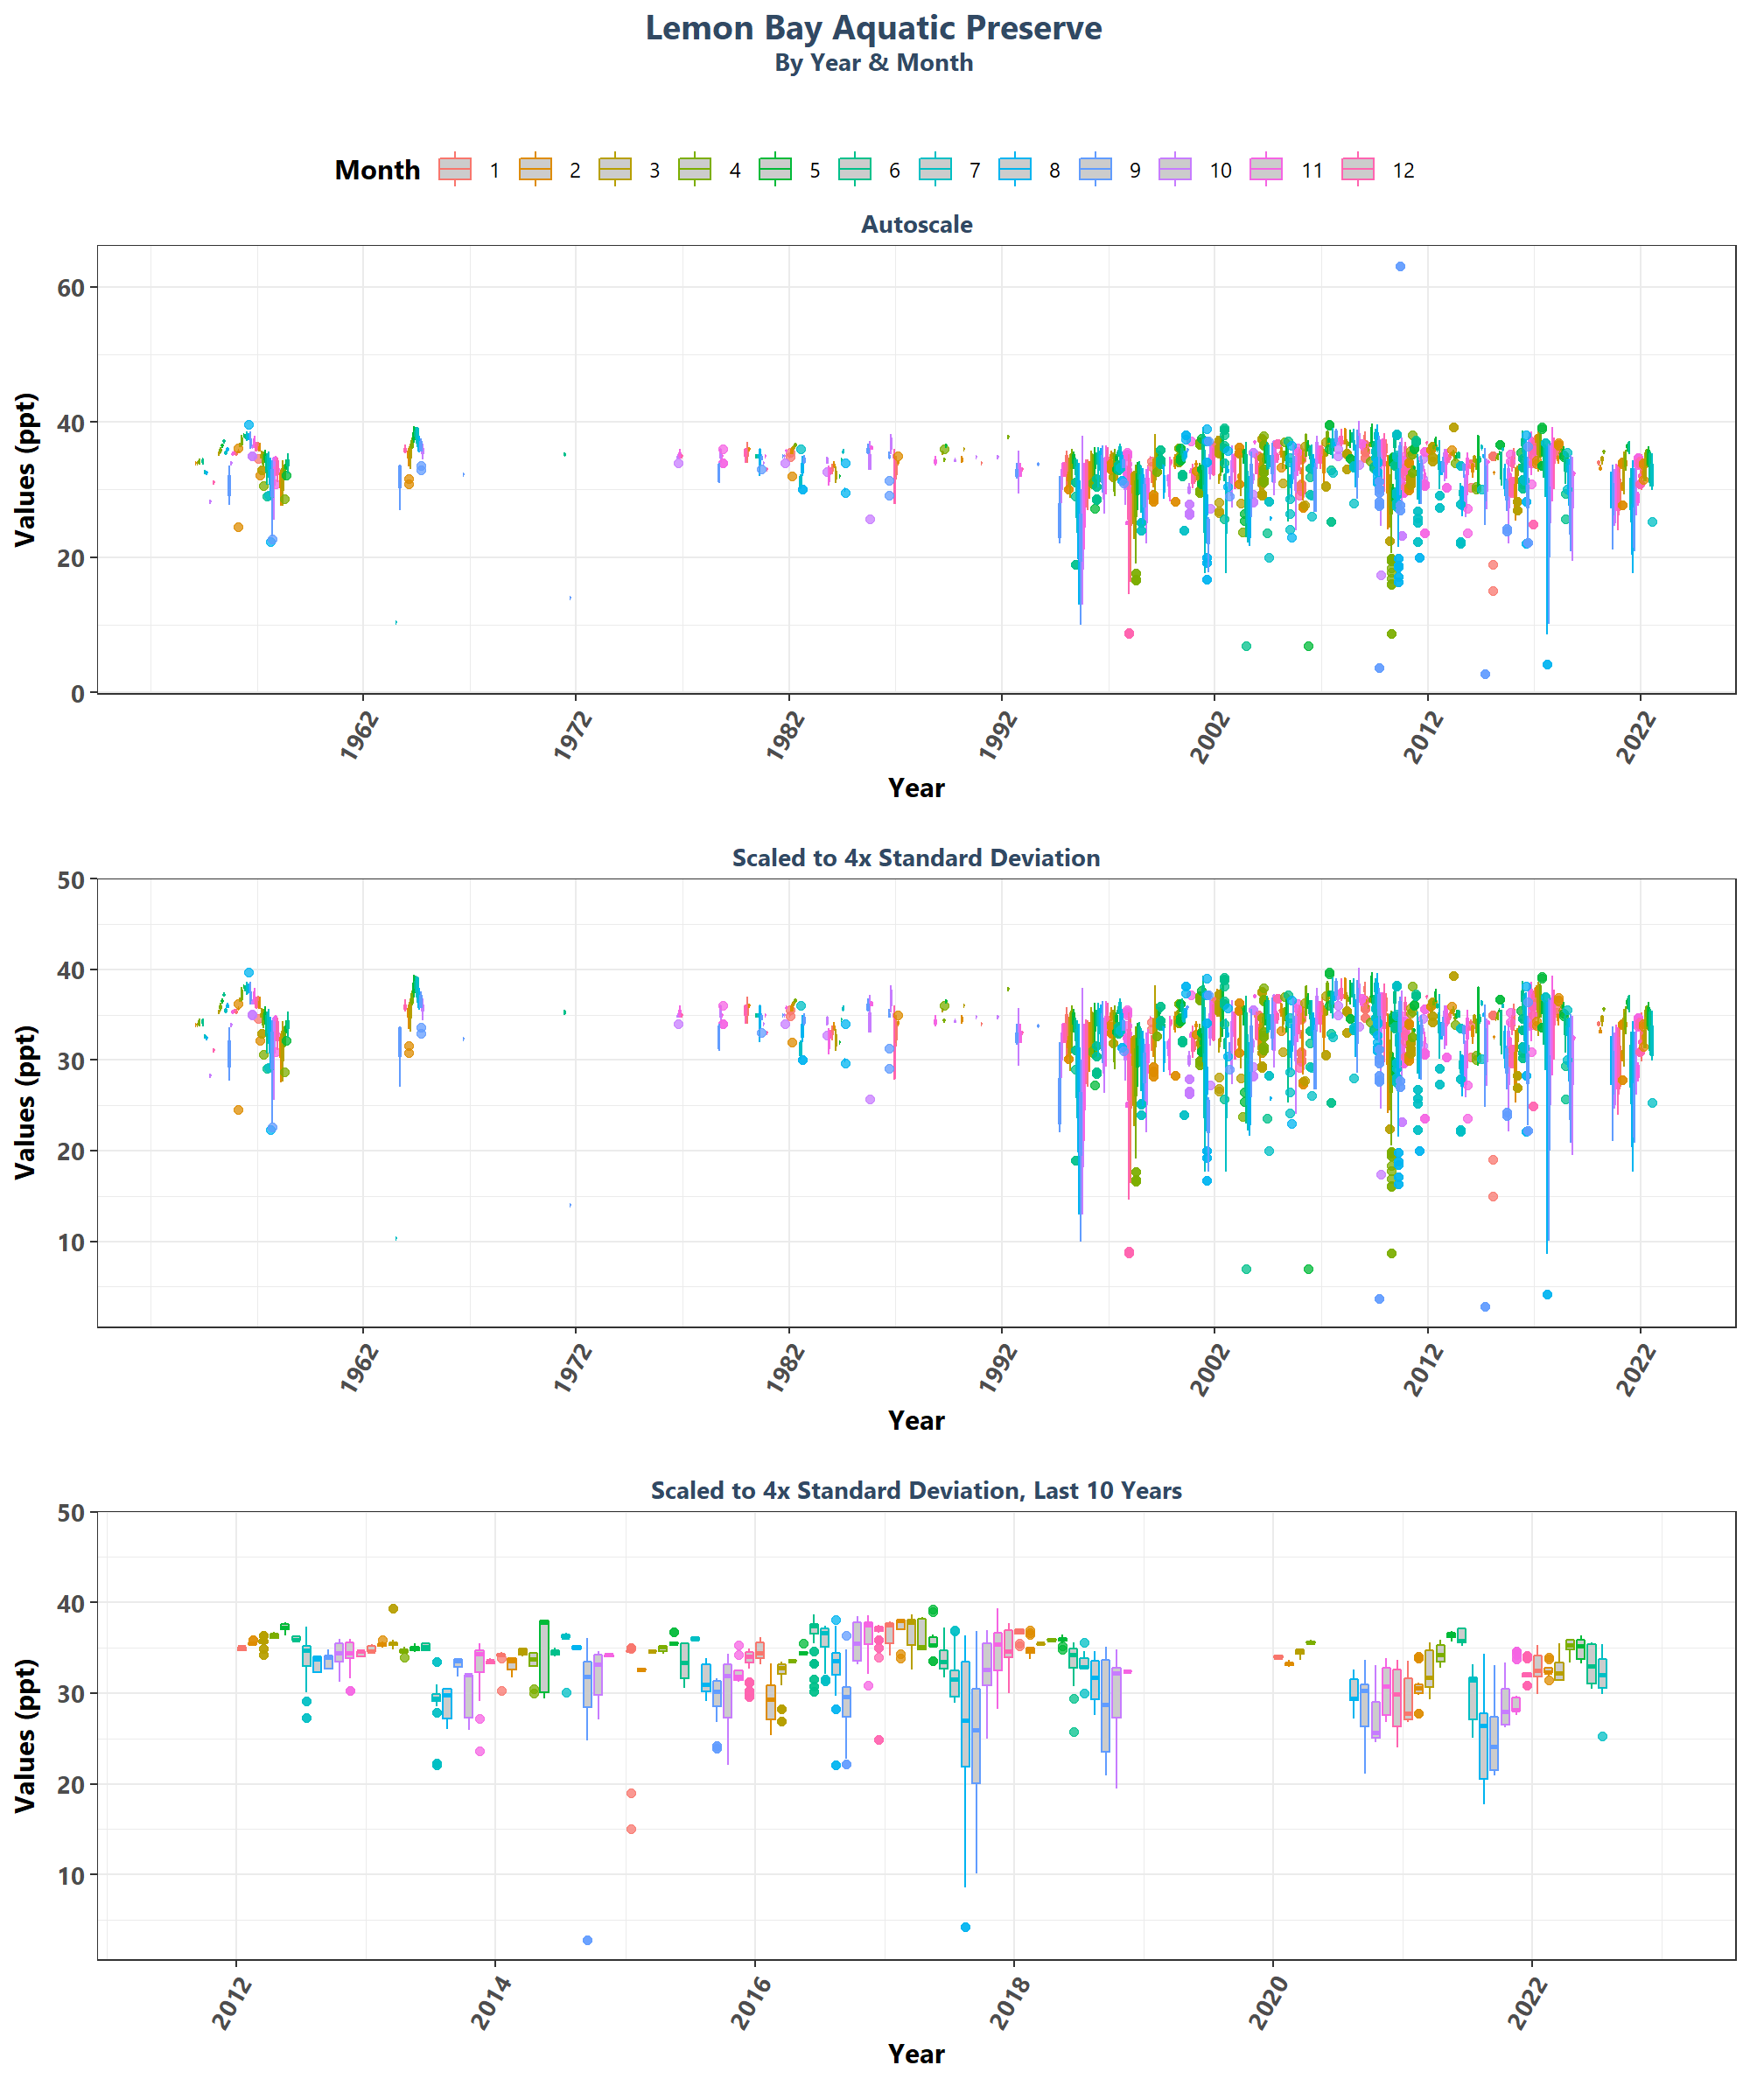 Lemon Bay Aquatic Preserve
By Year & Month
Month 1 2 3 4 5 6 7 8 9 10 11 12
Autoscale
Values (ppt)
60
40
20
0
1962 1972 1982 1992 2002 2012 2022
Year
Scaled to 4x Standard Deviation
Values (ppt)
50
40
30
20
10
1962 1972 1982 1992 2002 2012 2022
Year
Scaled to 4x Standard Deviation, Last 10 Years
Values (ppt)
50
40
30
20
10
2012 2014 2016 2018 2020 2022
Year